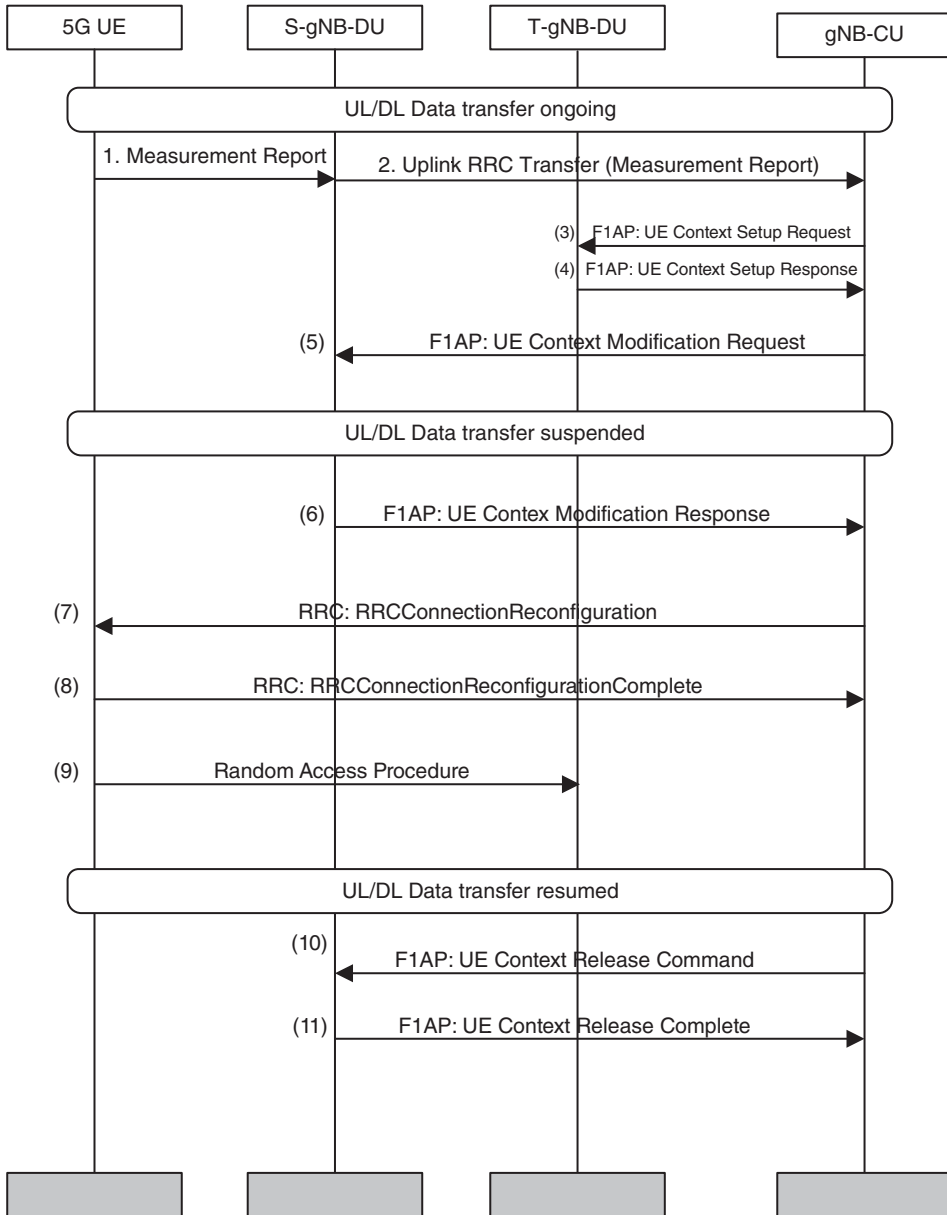 5G UE
S-gNB-DU
T-gNB-DU
gNB-CU
UL/DL Data transfer ongoing
1. Measurement Report
2. Uplink RRC Transfer (Measurement Report)
(3) F1AP: UE Context Setup Request
(4) F1AP: UE Context Setup Response
(5) F1AP: UE Context Modification Request
UL/DL Data transfer suspended
(6) F1AP: UE Contex Modification Response
(7) RRC: RRCConnectionReconfiguration
(8) RRC: RRCConnectionReconfigurationComplete
(9) Random Access Procedure
UL/DL Data transfer resumed
(10) F1AP: UE Context Release Command
(11) F1AP: UE Context Release Complete